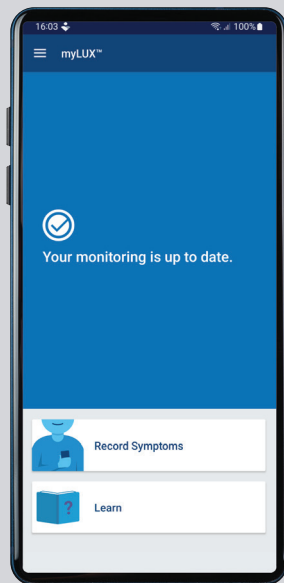 16:03 100%
myLUX™
Your monitoring is up to date.
Record Symptoms
?
Learn